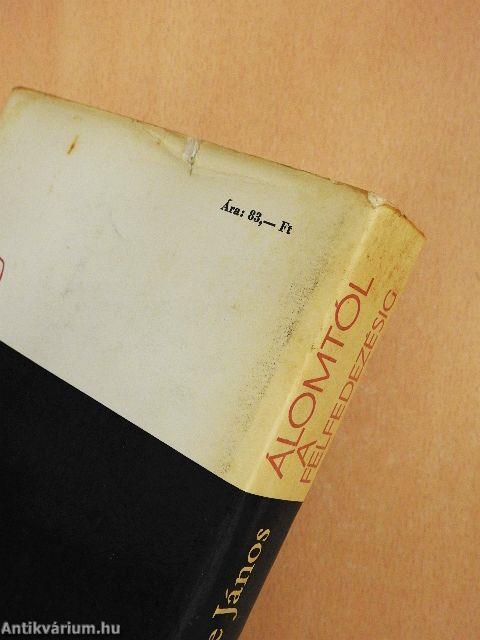 Ára: 83,— Ft
ÁLOMTÓL
A
FELFEDEZÉSIG
János
Antikvárium.hu